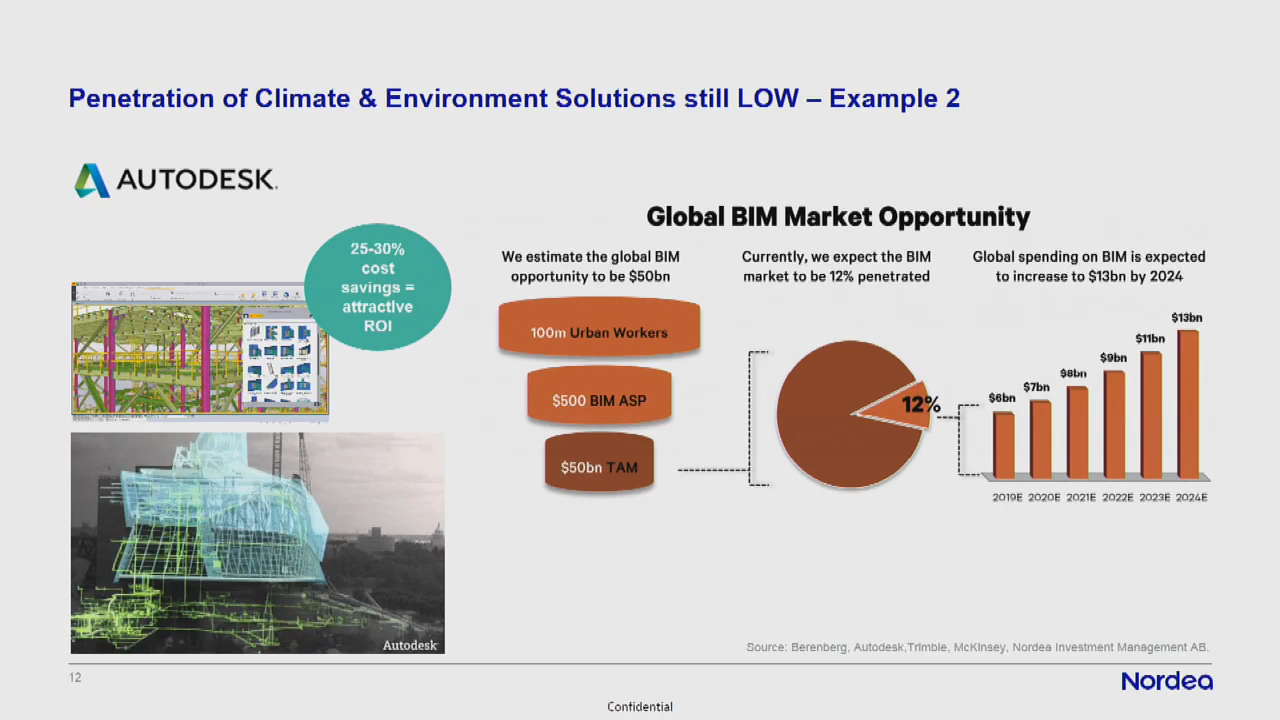 Penetration of Climate & Environment Solutions still LOW – Example 2
AUTODESK.
25-30%
cost
savings =
attractive
ROI
Autodesk
Global BIM Market Opportunity
We estimate the global BIM
opportunity to be $50bn
100m Urban Workers
$500 BIM ASP
$50bn TAM
Currently, we expect the BIM
market to be 12% penetrated
12%
Global spending on BIM is expected
to increase to $13bn by 2024
$6bn
$7bn
$8bn
$9bn
$11bn
$13bn
2019E 2020E 2021E 2022E 2023E 2024E
Source: Berenberg, Autodesk,Trimble, McKinsey, Nordea Investment Management AB.
12
Nordea
Confidential